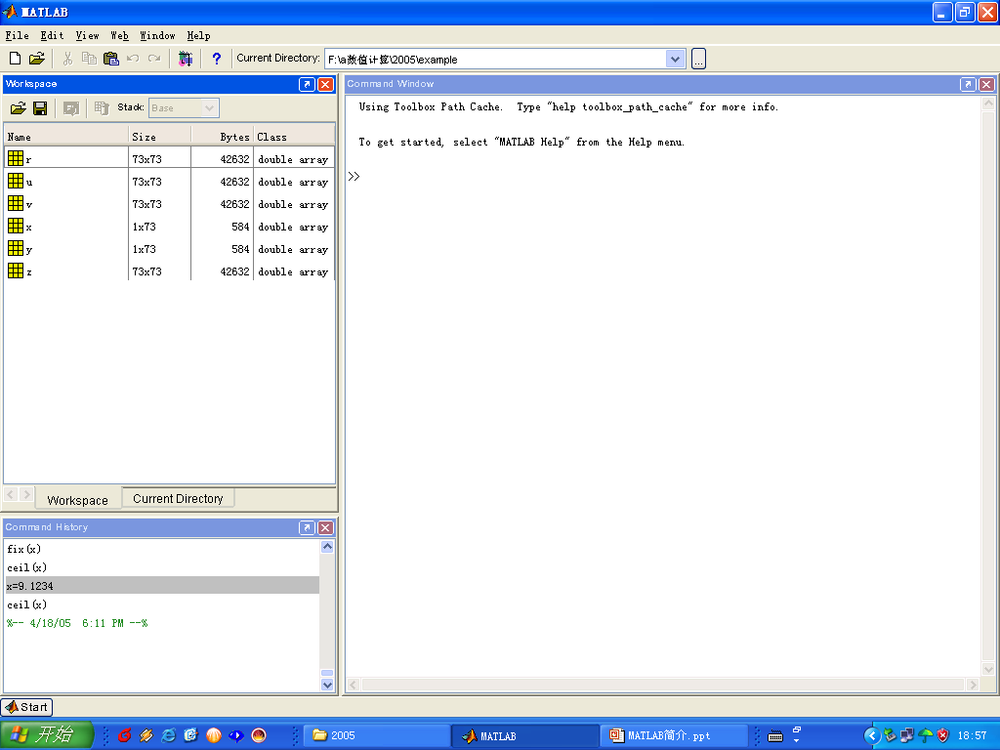 MATLAB
File Edit View Web Window Help
Current Directory: F:\a数值计算\2005\example ...
Workspace
Stack: Base
Name Size Bytes Class
r 73x73 42632 double array
u 73x73 42632 double array
v 73x73 42632 double array
x 1x73 584 double array
y 1x73 584 double array
z 73x73 42632 double array
Workspace Current Directory
Command History
fix(x)
ceil(x)
x=9.1234
ceil(x)
%-- 4/18/05 6:11 PM --%
Command Window
Using Toolbox Path Cache. Type "help toolbox_path_cache" for more info.
To get started, select "MATLAB Help" from the Help menu.
>>
Start
开始 2005 MATLAB MATLAB简介.ppt 18:57